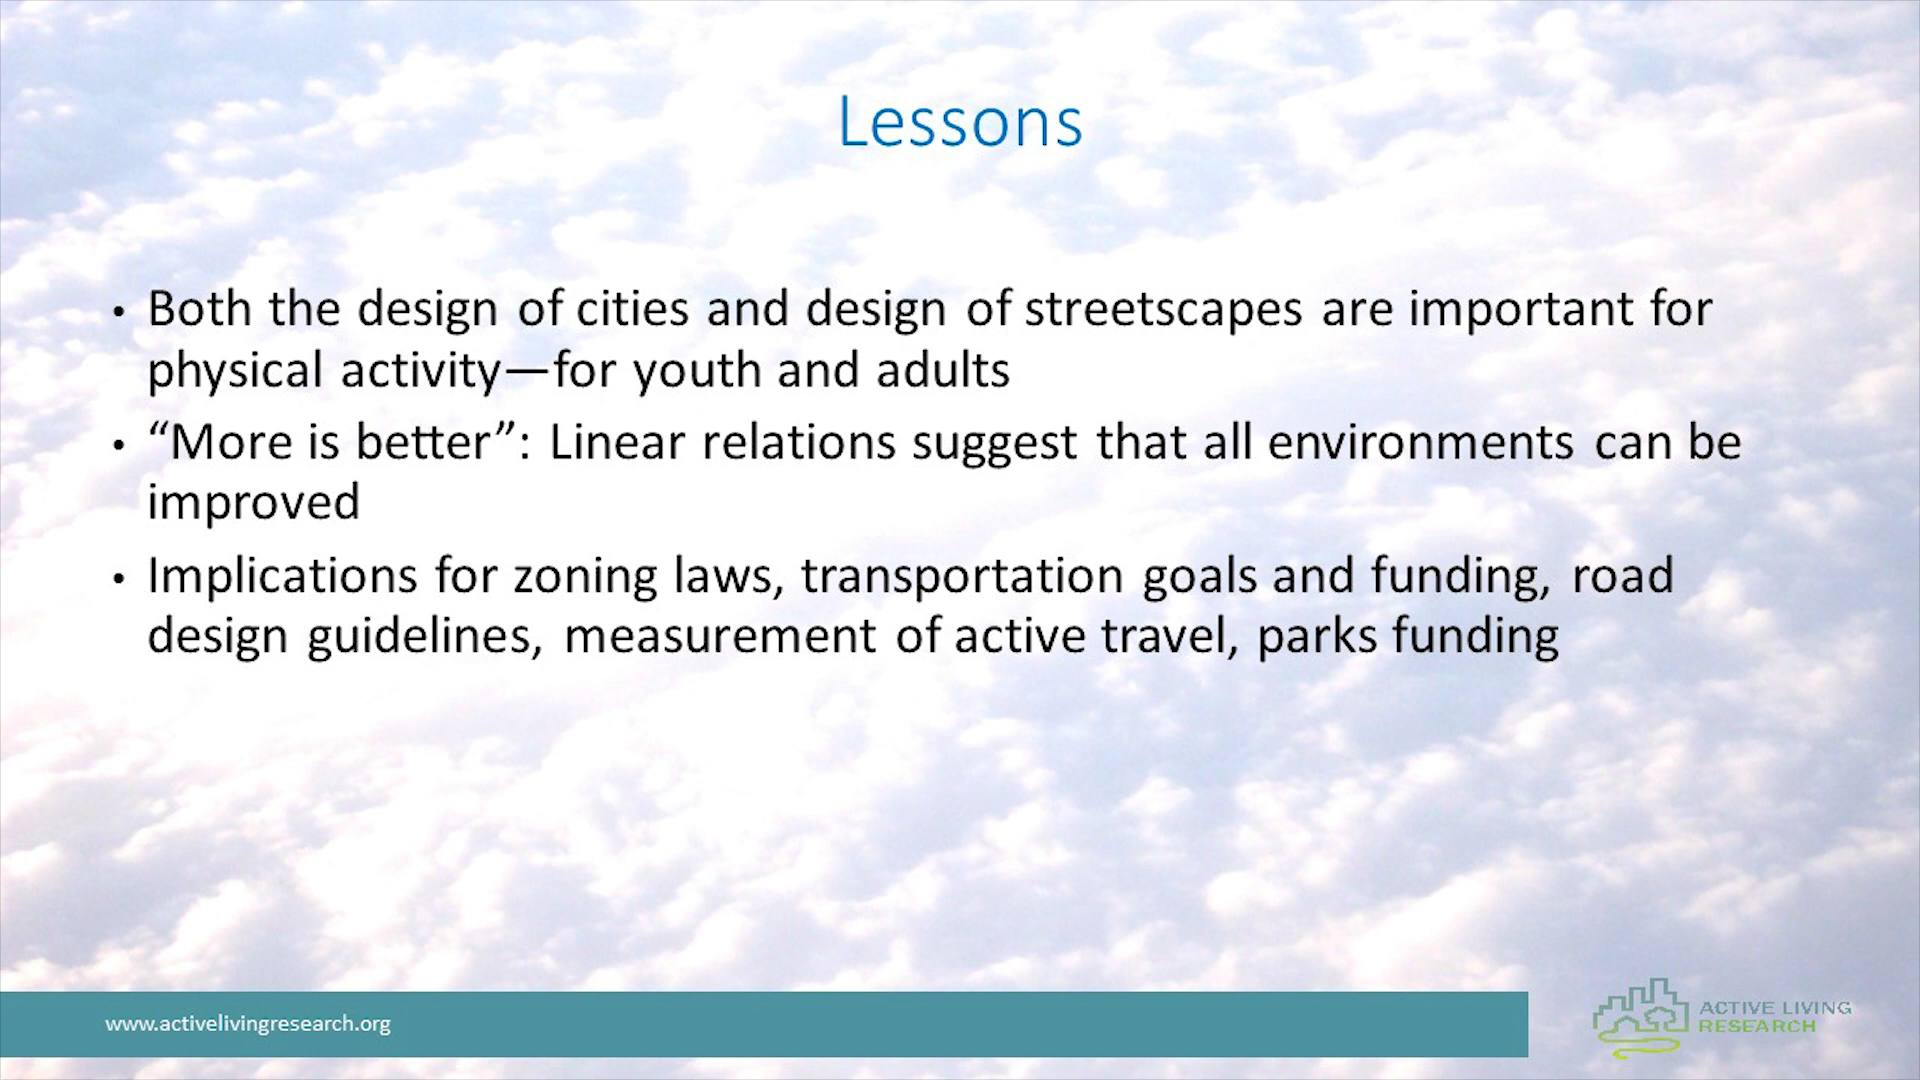 Lessons
• Both the design of cities and design of streetscapes are important for
physical activity—for youth and adults
• “More is better”: Linear relations suggest that all environments can be
improved
• Implications for zoning laws, transportation goals and funding, road
design guidelines, measurement of active travel, parks funding
www.activelivingresearch.org
ACTIVE LIVING
RESEARCH